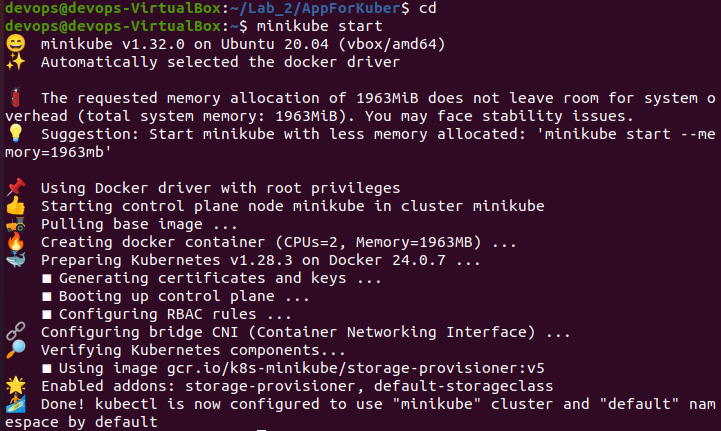 devops@devops-VirtualBox:~/Lab_2/AppForKuber$ cd
devops@devops-VirtualBox:~$ minikube start
😄  minikube v1.32.0 on Ubuntu 20.04 (vbox/amd64)
✨  Automatically selected the docker driver
🧯  The requested memory allocation of 1963MiB does not leave room for system o
verhead (total system memory: 1963MiB). You may face stability issues.
💡  Suggestion: Start minikube with less memory allocated: 'minikube start --me
mory=1963mb'
📌  Using Docker driver with root privileges
👍  Starting control plane node minikube in cluster minikube
🚜  Pulling base image ...
🔥  Creating docker container (CPUs=2, Memory=1963MB) ...
🐳  Preparing Kubernetes v1.28.3 on Docker 24.0.7 ...
    ▪ Generating certificates and keys ...
    ▪ Booting up control plane ...
    ▪ Configuring RBAC rules ...
🔗  Configuring bridge CNI (Container Networking Interface) ...
🔎  Verifying Kubernetes components...
    ▪ Using image gcr.io/k8s-minikube/storage-provisioner:v5
🌟  Enabled addons: storage-provisioner, default-storageclass
🏄  Done! kubectl is now configured to use "minikube" cluster and "default" nam
espace by default